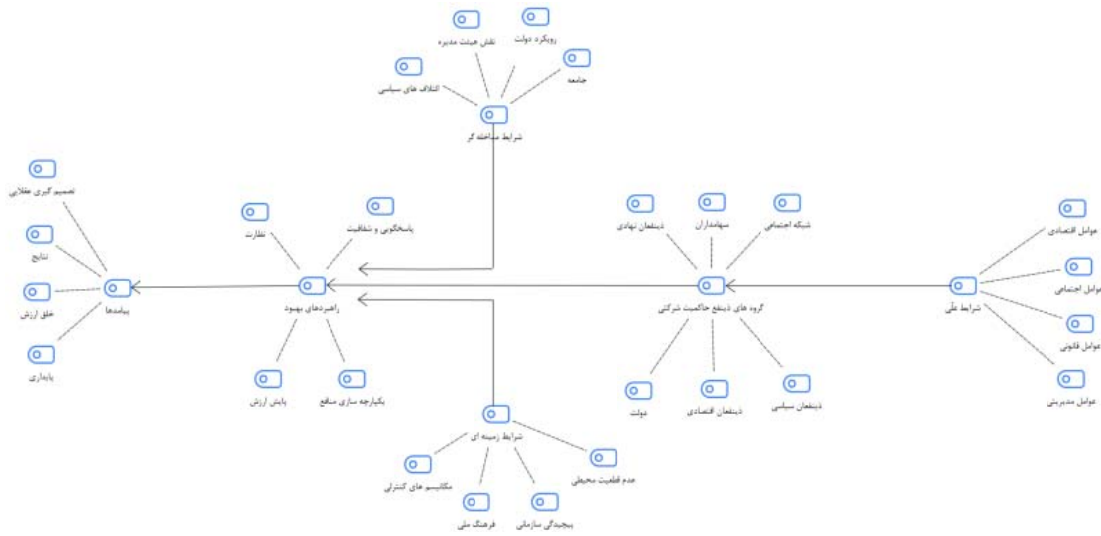 رویکرد دولت
نقش هیئت مدیره
جامعه
ائتلاف های سیاسی
شرایط مداخله گر
عوامل اقتصادی
عوامل اجتماعی
شرایط علّی
عوامل قانونی
عوامل مدیریتی
شبکه اجتماعی
سهامداران
ذینفعان نهادی
گروه های ذینفع حاکمیت شرکتی
ذینفعان سیاسی
ذینفعان اقتصادی
دولت
پاسخگویی و شفافیت
نظارت
راهبردهای بهبود
یکپارچه سازی منافع
پایش ارزش
تصمیم گیری عقلایی
نتایج
پیامدها
خلق ارزش
پایداری
شرایط زمینه ای
عدم قطعیت محیطی
مکانیسم های کنترلی
پیچیدگی سازمانی
فرهنگ ملی